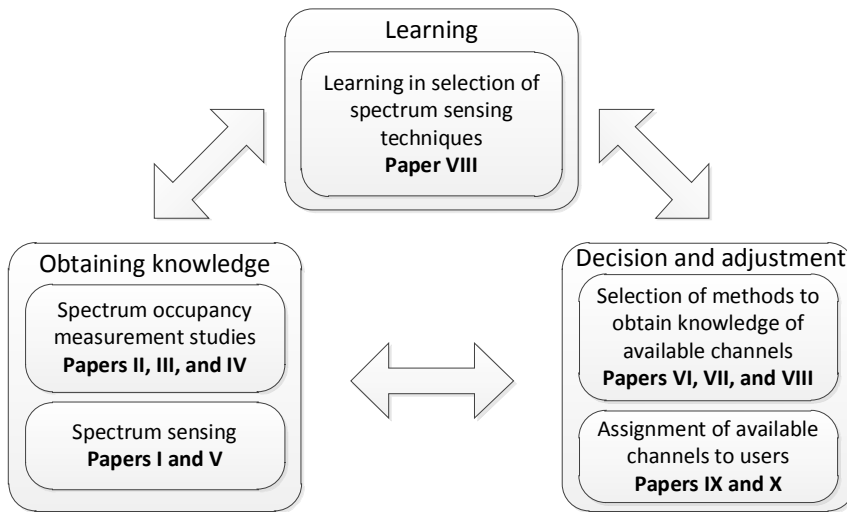 Learning
Learning in selection of
spectrum sensing
techniques
Paper VIII
Obtaining knowledge
Spectrum occupancy
measurement studies
Papers II, III, and IV
Spectrum sensing
Papers I and V
Decision and adjustment
Selection of methods to
obtain knowledge of
available channels
Papers VI, VII, and VIII
Assignment of available
channels to users
Papers IX and X